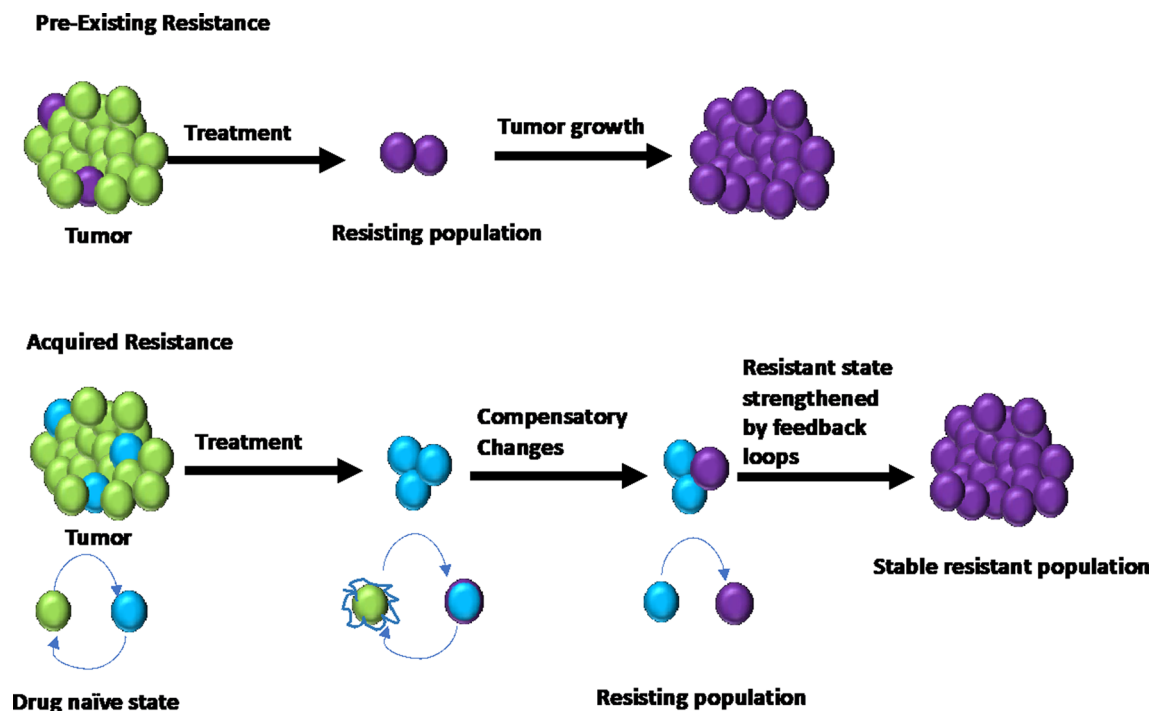 Pre-Existing Resistance
Treatment
Tumor growth
Tumor
Resisting population
Acquired Resistance
Treatment
Compensatory
Changes
Resistant state
strengthened
by feedback
loops
Tumor
Stable resistant population
Drug naïve state
Resisting population